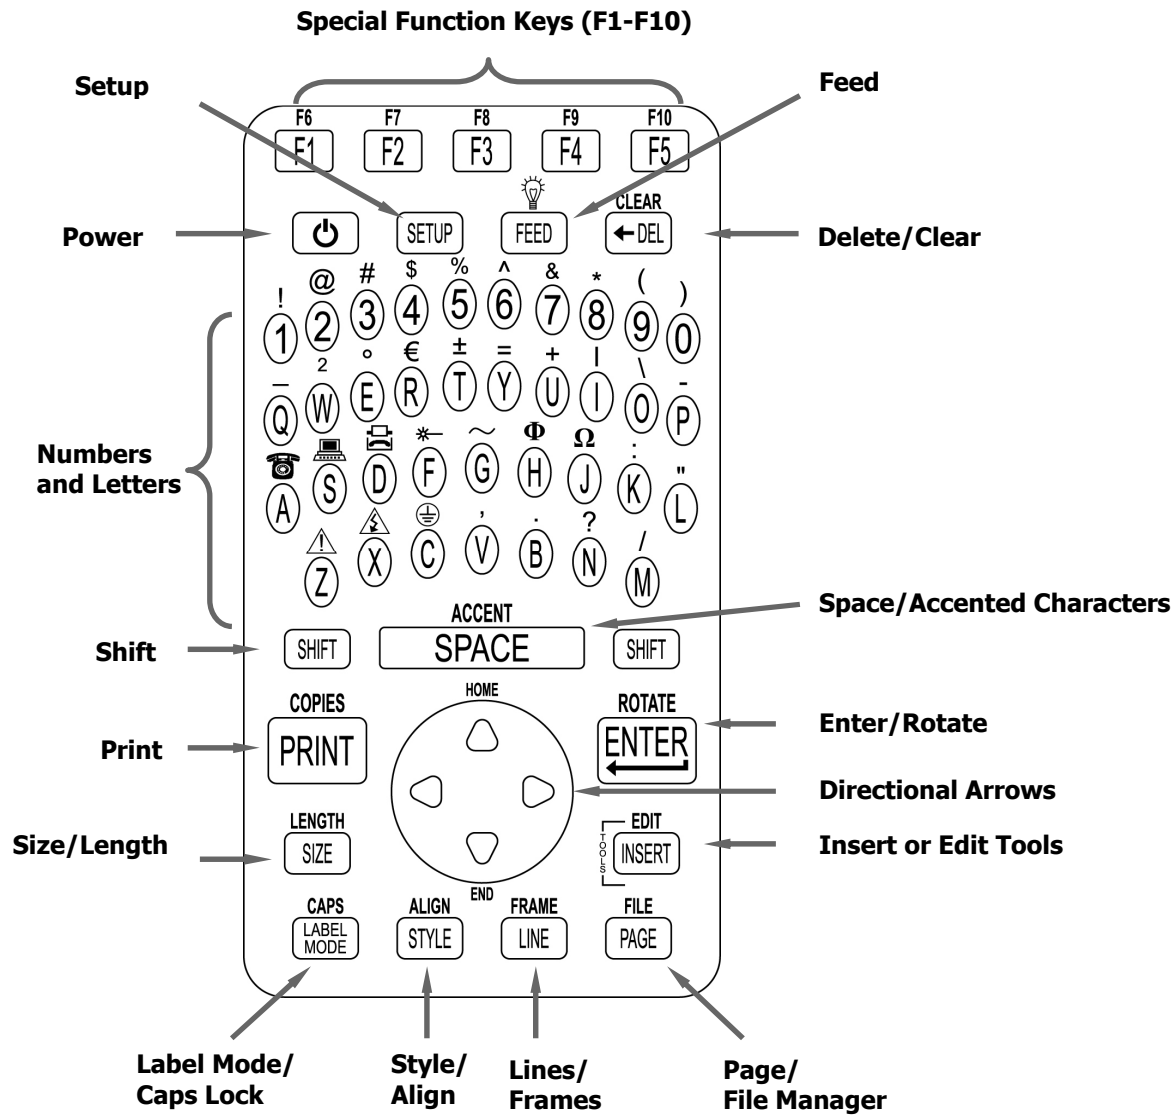 Special Function Keys (F1-F10)
Setup
Feed
F6 F7 F8 F9 F10
F1 F2 F3 F4 F5
CLEAR
Power
SETUP FEED DEL
Delete/Clear
! @ # $ % ^ & * ( )
1 2 3 4 5 6 7 8 9 0
_ 2 ° € ± = + | \ -
Q W E R T Y U I O P
~ Φ Ω : "
A S D F G H J K L
Numbers
and Letters
, . ? /
Z X C V B N M
Space/Accented Characters
ACCENT
Shift
SHIFT SPACE SHIFT
HOME
COPIES ROTATE
Print
PRINT ENTER
Enter/Rotate
Directional Arrows
LENGTH EDIT
Size/Length
SIZE TOOLS INSERT
Insert or Edit Tools
END
CAPS ALIGN FRAME FILE
LABEL
MODE
STYLE LINE PAGE
Label Mode/
Caps Lock
Style/
Align
Lines/
Frames
Page/
File Manager